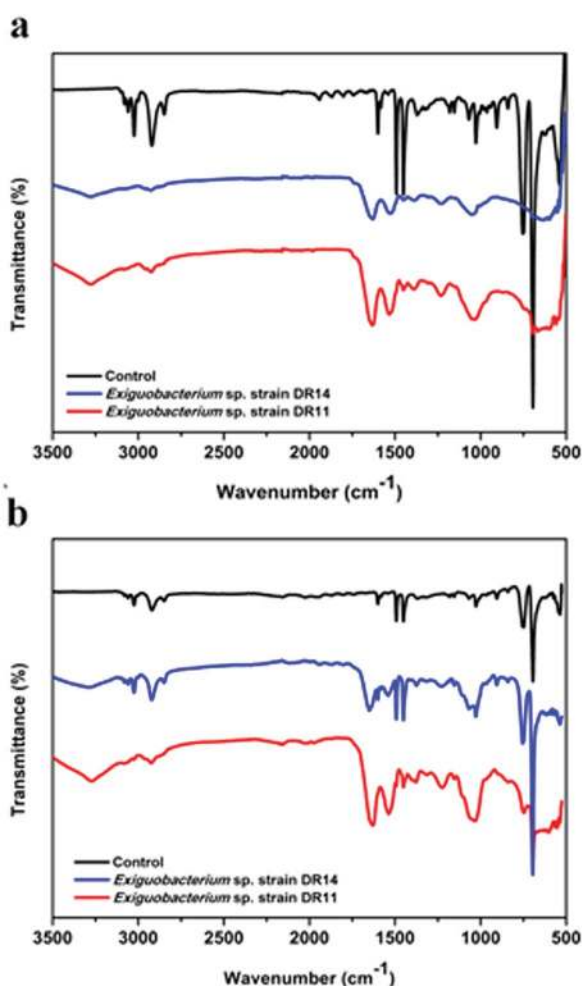 a
Transmittance (%)
Control
Exiguobacterium sp. strain DR14
Exiguobacterium sp. strain DR11
3500 3000 2500 2000 1500 1000 500
Wavenumber (cm-1)
b
Transmittance (%)
Control
Exiguobacterium sp. strain DR14
Exiguobacterium sp. strain DR11
3500 3000 2500 2000 1500 1000 500
Wavenumber (cm-1)